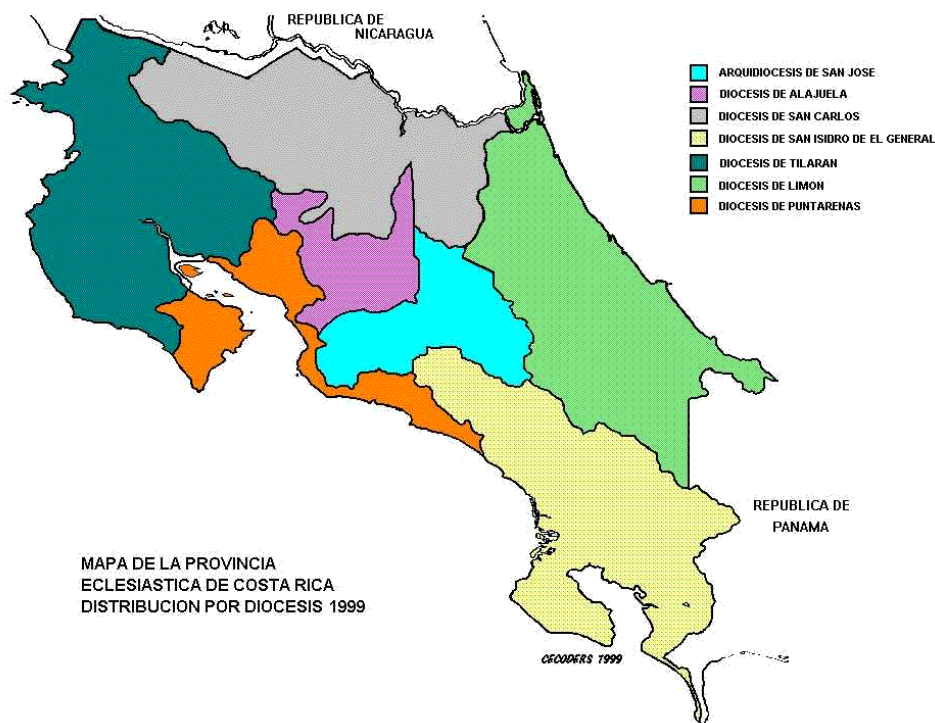 REPUBLICA DE
NICARAGUA
ARQUIDIOCESIS DE SAN JOSE
DIOCESIS DE ALAJUELA
DIOCESIS DE SAN CARLOS
DIOCESIS DE SAN ISIDRO DE EL GENERAL
DIOCESIS DE TILARAN
DIOCESIS DE LIMON
DIOCESIS DE PUNTARENAS
REPUBLICA DE
PANAMA
MAPA DE LA PROVINCIA
ECLESIASTICA DE COSTA RICA
DISTRIBUCION POR DIOCESIS 1999
CECODERS 1999